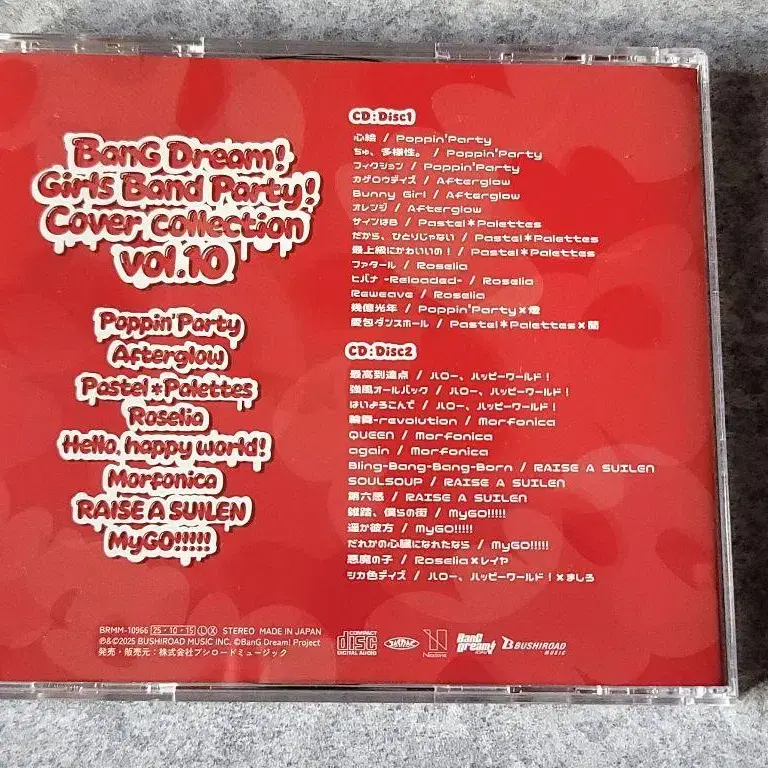 BanG Dream!
Girls Band Party!
Cover Collection
vol.10
Poppin'Party
Afterglow
Pastel＊Palettes
Roselia
Hello, happy world!
Morfonica
RAISE A SUILEN
MyGO!!!!!
CD:Disc1
心絵 / Poppin'Party
ちゅ、多様性。 / Poppin'Party
フィクション / Poppin'Party
カゲロウデイズ / Afterglow
Bunny Girl / Afterglow
オレンジ / Afterglow
サインはB / Pastel＊Palettes
だから、ひとりじゃない / Pastel＊Palettes
最上級にかわいいの！ / Pastel＊Palettes
ファタール / Roselia
ヒバナ -Reloaded- / Roselia
Reweave / Roselia
幾億光年 / Poppin'Party×燈
愛包ダンスホール / Pastel＊Palettes×蘭
CD:Disc2
最高到達点 / ハロー、ハッピーワールド！
強風オールバック / ハロー、ハッピーワールド！
はいよろこんで / ハロー、ハッピーワールド！
輪舞-revolution / Morfonica
QUEEN / Morfonica
again / Morfonica
Bling-Bang-Bang-Born / RAISE A SUILEN
SOULSOUP / RAISE A SUILEN
第六感 / RAISE A SUILEN
雑踏、僕らの街 / MyGO!!!!!
遥か彼方 / MyGO!!!!!
だれかの心臓になれたなら / MyGO!!!!!
悪魔の子 / Roselia×レイヤ
シカ色デイズ / ハロー、ハッピーワールド！×ましろ
BRMM-10966 25・10・15 Ⓛ Ⓧ STEREO MADE IN JAPAN
℗&©2025 BUSHIROAD MUSIC INC. ©BanG Dream! Project
発売・販売元：株式会社ブシロードミュージック
COMPACT
disc
DIGITAL AUDIO
BanG
Dream!
BUSHIROAD
MUSIC